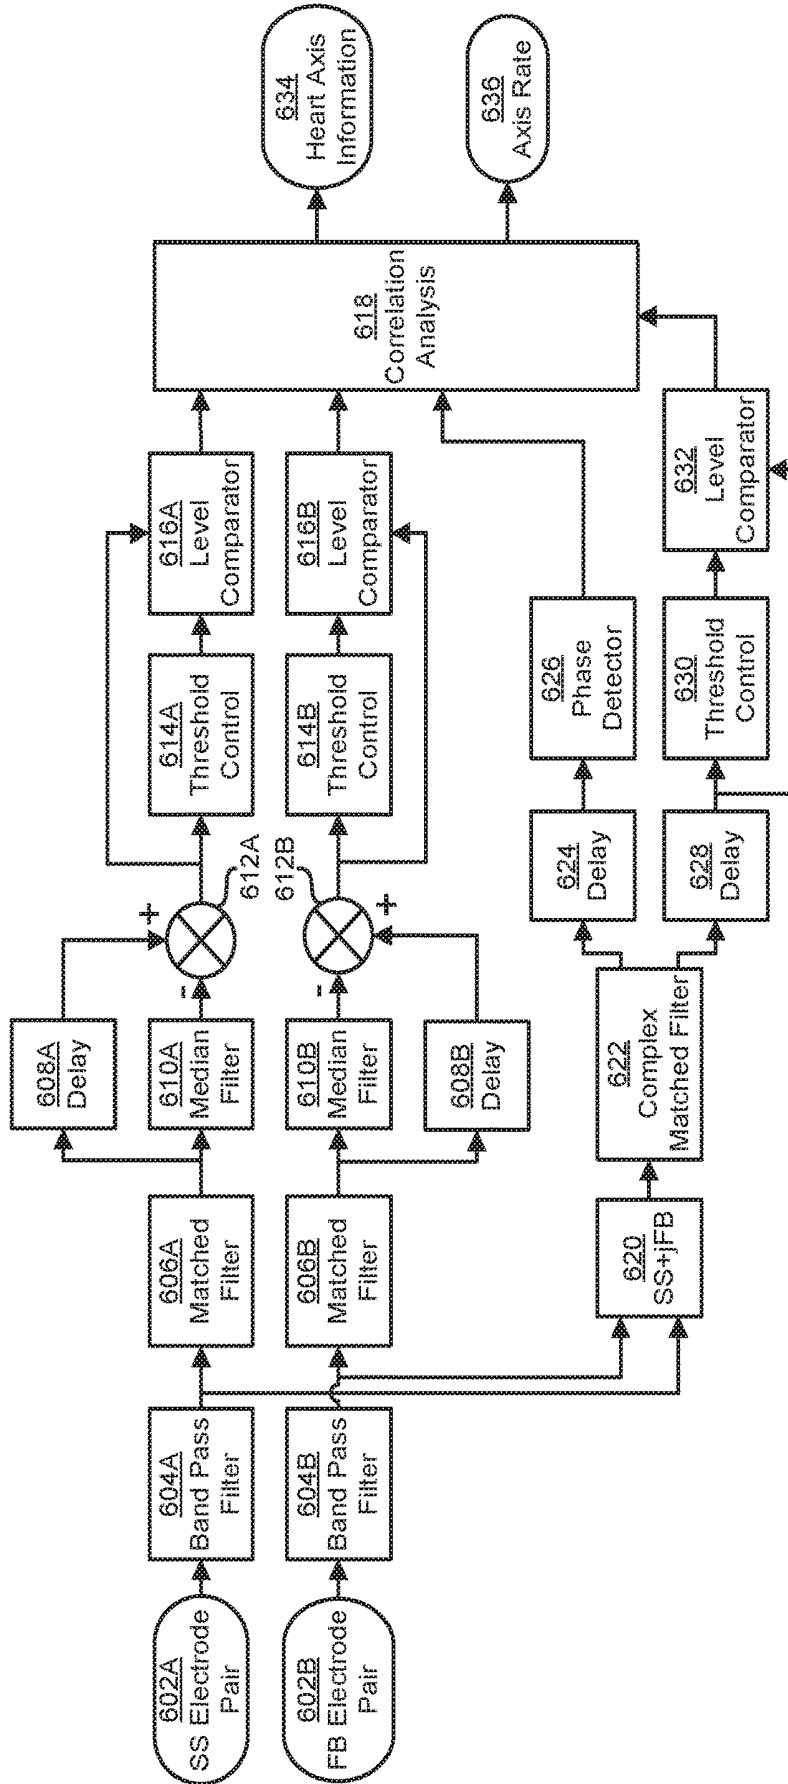 602A
SS Electrode
Pair
604A
Band Pass
Filter
606A
Matched
Filter
608A
Delay
610A
Median
Filter
+
-
612A
614A
Threshold
Control
616A
Level
Comparator
602B
FB Electrode
Pair
604B
Band Pass
Filter
606B
Matched
Filter
610B
Median
Filter
608B
Delay
-
+
612B
614B
Threshold
Control
616B
Level
Comparator
618
Correlation
Analysis
620
SS+jFB
622
Complex
Matched Filter
624
Delay
626
Phase
Detector
628
Delay
630
Threshold
Control
632
Level
Comparator
634
Heart Axis
Information
636
Axis Rate